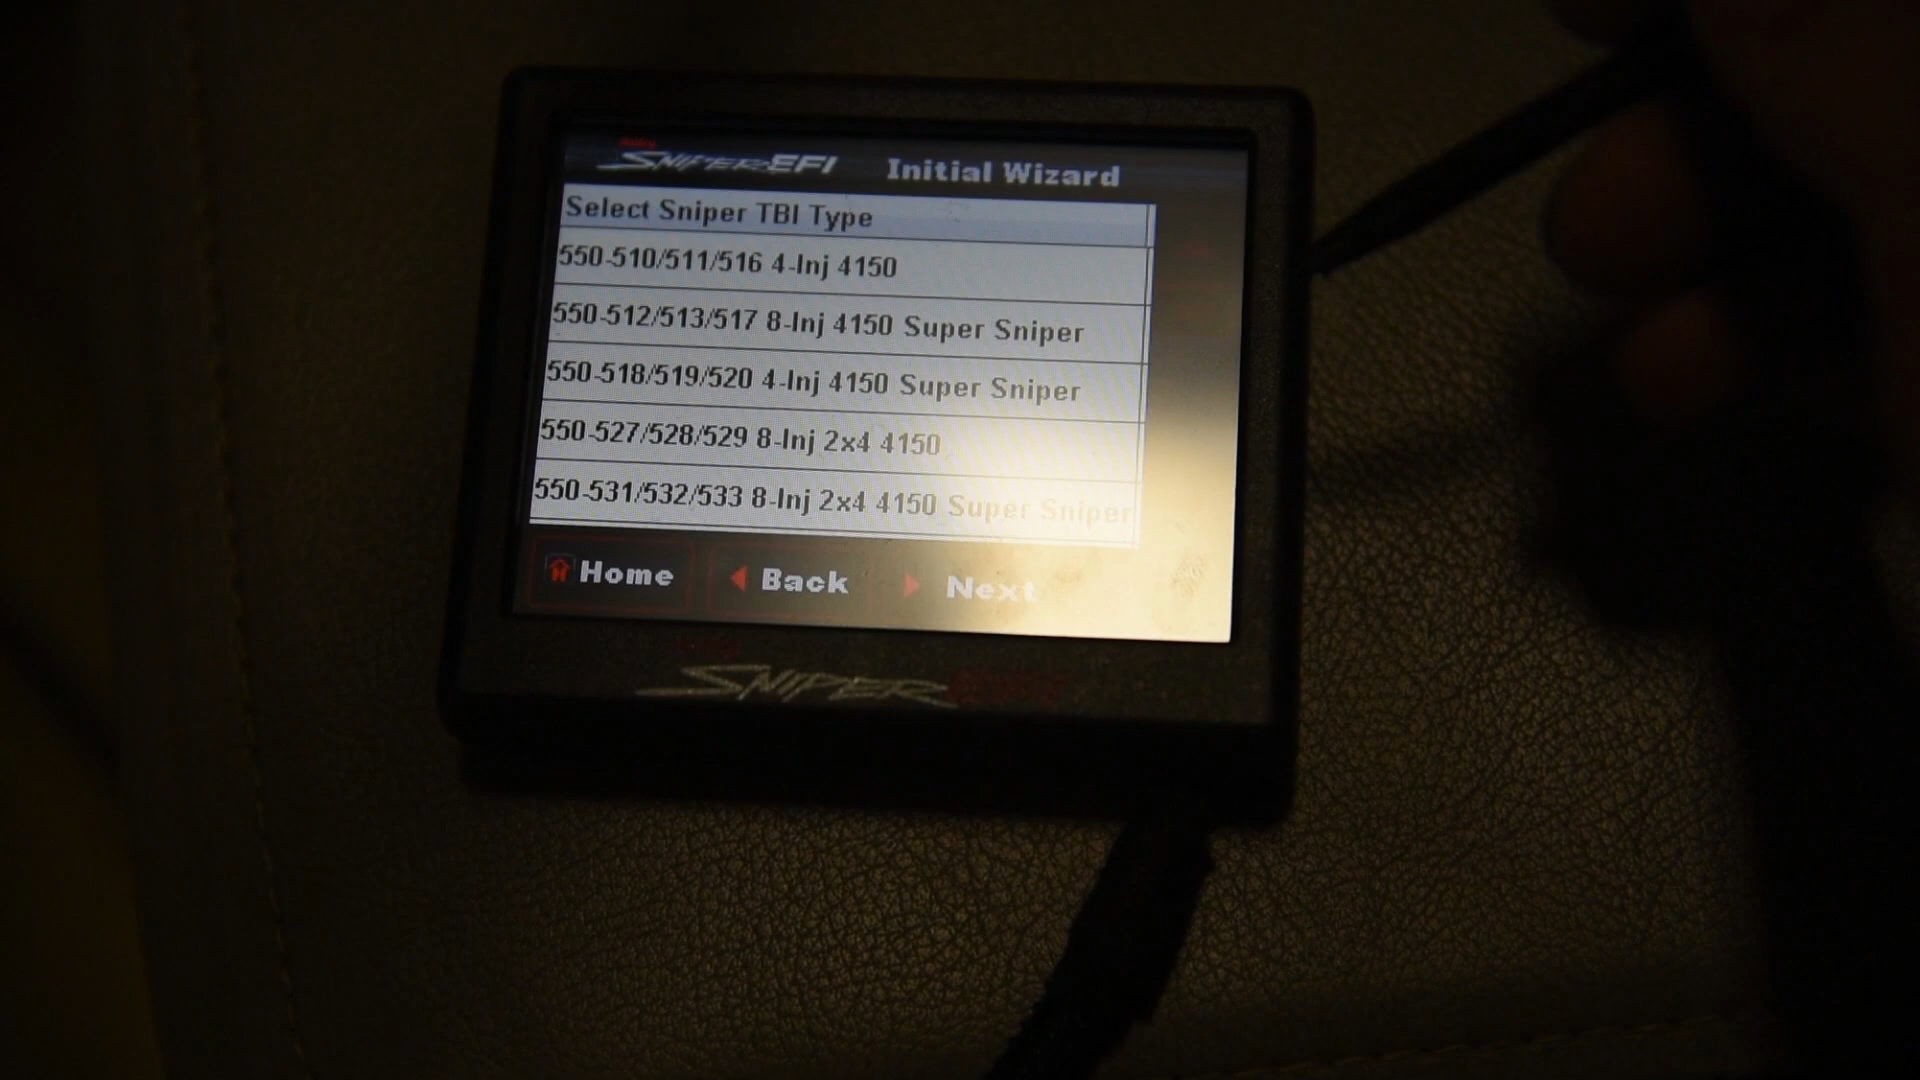 SNIPER EFI Initial Wizard
Select Sniper TBI Type
550-510/511/516 4-Inj 4150
550-512/513/517 8-Inj 4150 Super Sniper
550-518/519/520 4-Inj 4150 Super Sniper
550-527/528/529 8-Inj 2x4 4150
550-531/532/533 8-Inj 2x4 4150 Super Sniper
Home Back Next
SNIPER